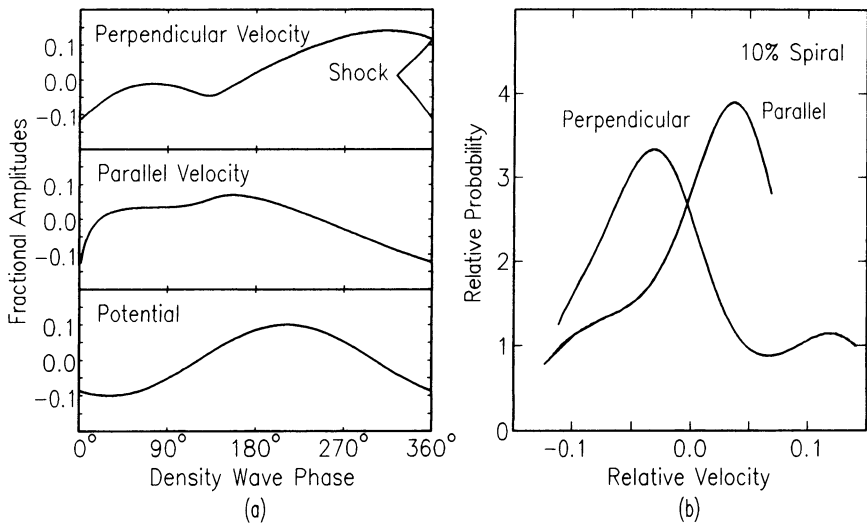 Perpendicular Velocity
0.1
0.0
−0.1
Shock
Parallel Velocity
0.1
0.0
−0.1
Potential
0.1
0.0
−0.1
Fractional Amplitudes
0° 90° 180° 270° 360°
Density Wave Phase
(a)
10% Spiral
Perpendicular
Parallel
4
3
2
1
0
Relative Probability
−0.1 0.0 0.1
Relative Velocity
(b)